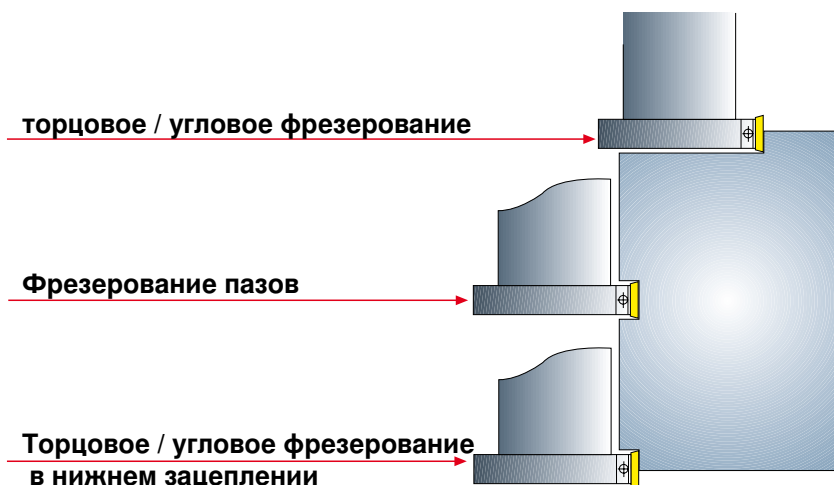 торцовое / угловое фрезерование
Фрезерование пазов
Торцовое / угловое фрезерование
в нижнем зацеплении